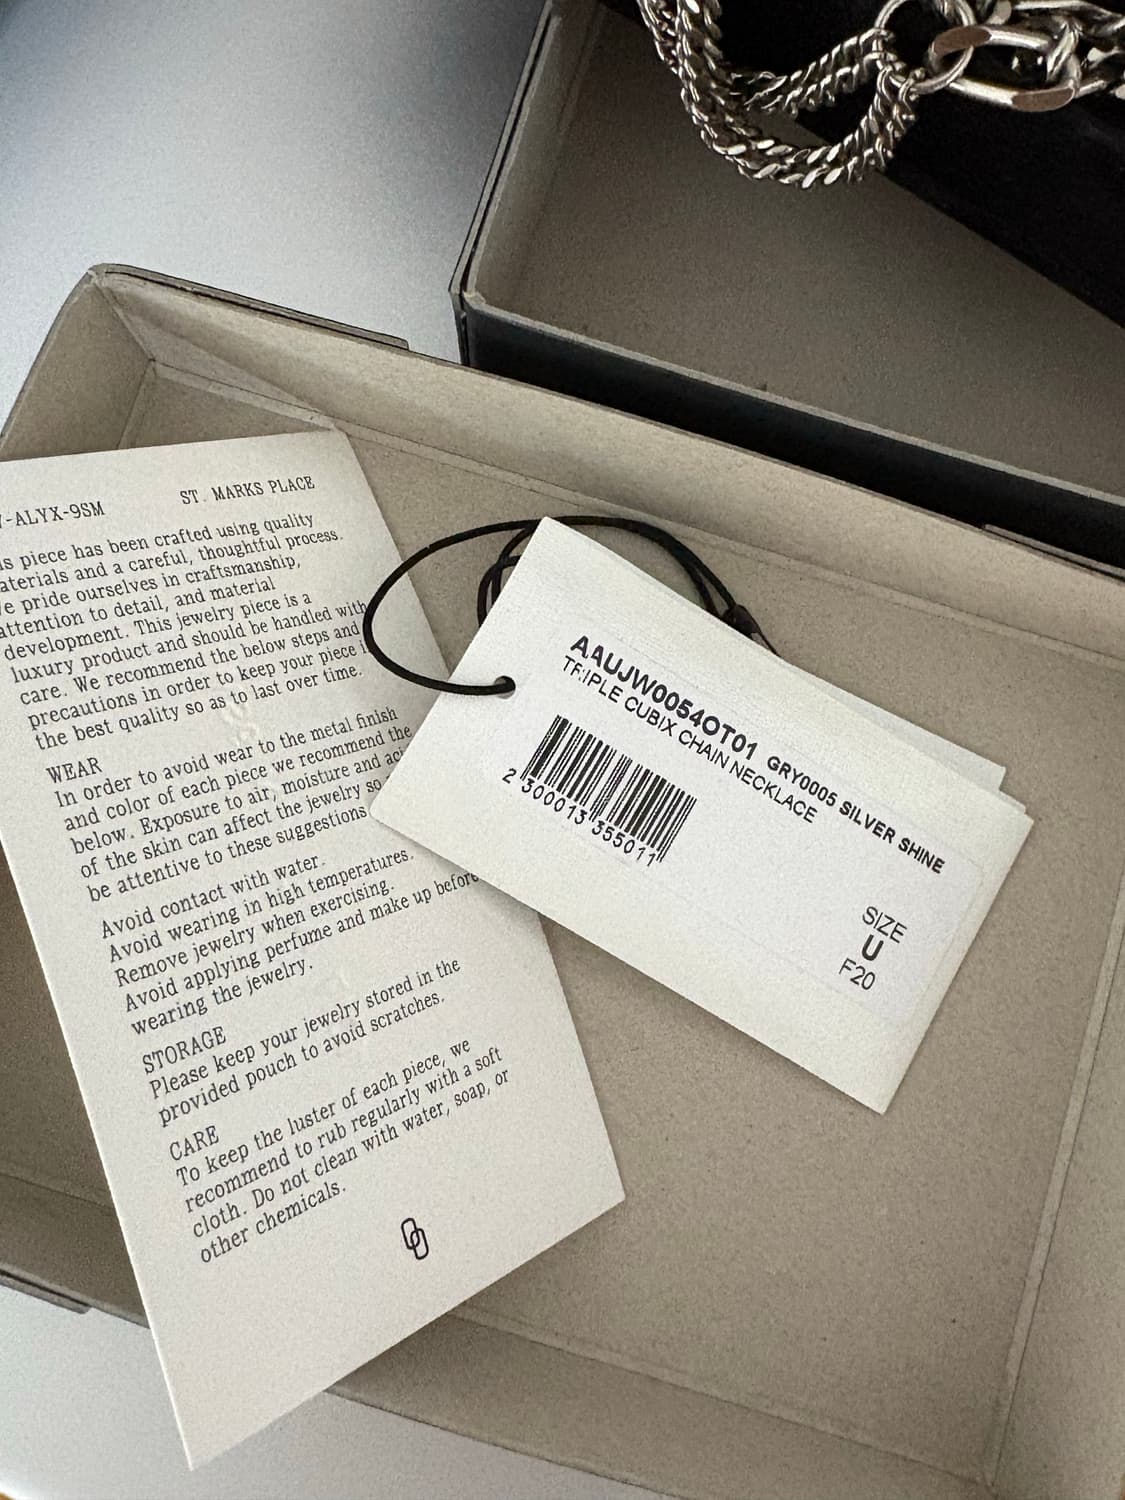 -ALYX-9SM ST. MARKS PLACE
piece has been crafted using quality
and a careful, thoughtful process.
pride ourselves in craftsmanship,
attention to detail, and material
development. This jewelry piece is a
luxury product and should be handled with
care. We recommend the below steps and
precautions in order to keep your piece
the best quality so as to last over time.
WEAR
In order to avoid wear to the metal finish
and color of each piece we recommend the
below. Exposure to air, moisture and
of the skin can affect the jewelry so
be attentive to these suggestions
Avoid contact with water.
Avoid wearing in high temperatures.
Remove jewelry when exercising.
Avoid applying perfume and make up before
wearing the jewelry.
STORAGE
Please keep your jewelry stored in the
provided pouch to avoid scratches.
CARE
To keep the luster of each piece, we
recommend to rub regularly with a soft
cloth. Do not clean with water, soap, or
other chemicals.
AAUJW0054OT01 GRY0005 SILVER SHINE
TRIPLE CUBIX CHAIN NECKLACE
2 300013 355011
SIZE
U
F20